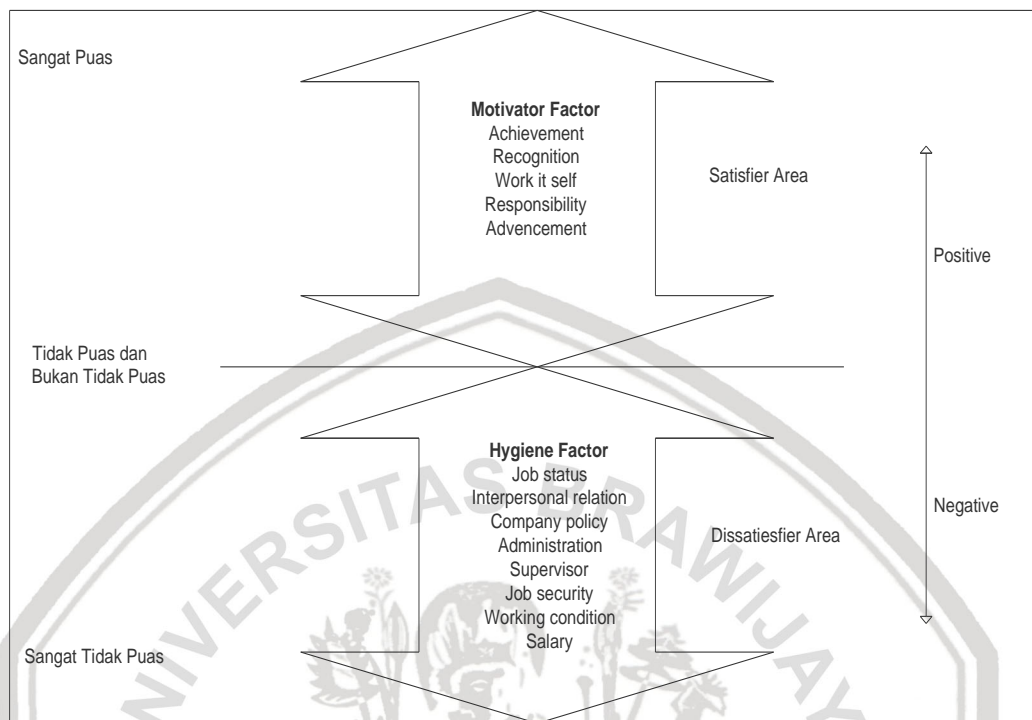 Sangat Puas
Motivator Factor
Achievement
Recognition
Work it self
Responsibility
Advencement
Satisfier Area
Positive
Tidak Puas dan
Bukan Tidak Puas
Hygiene Factor
Job status
Interpersonal relation
Company policy
Administration
Supervisor
Job security
Working condition
Salary
Dissatiesfier Area
Negative
Sangat Tidak Puas
UNIVERSITAS BRAWIJAY